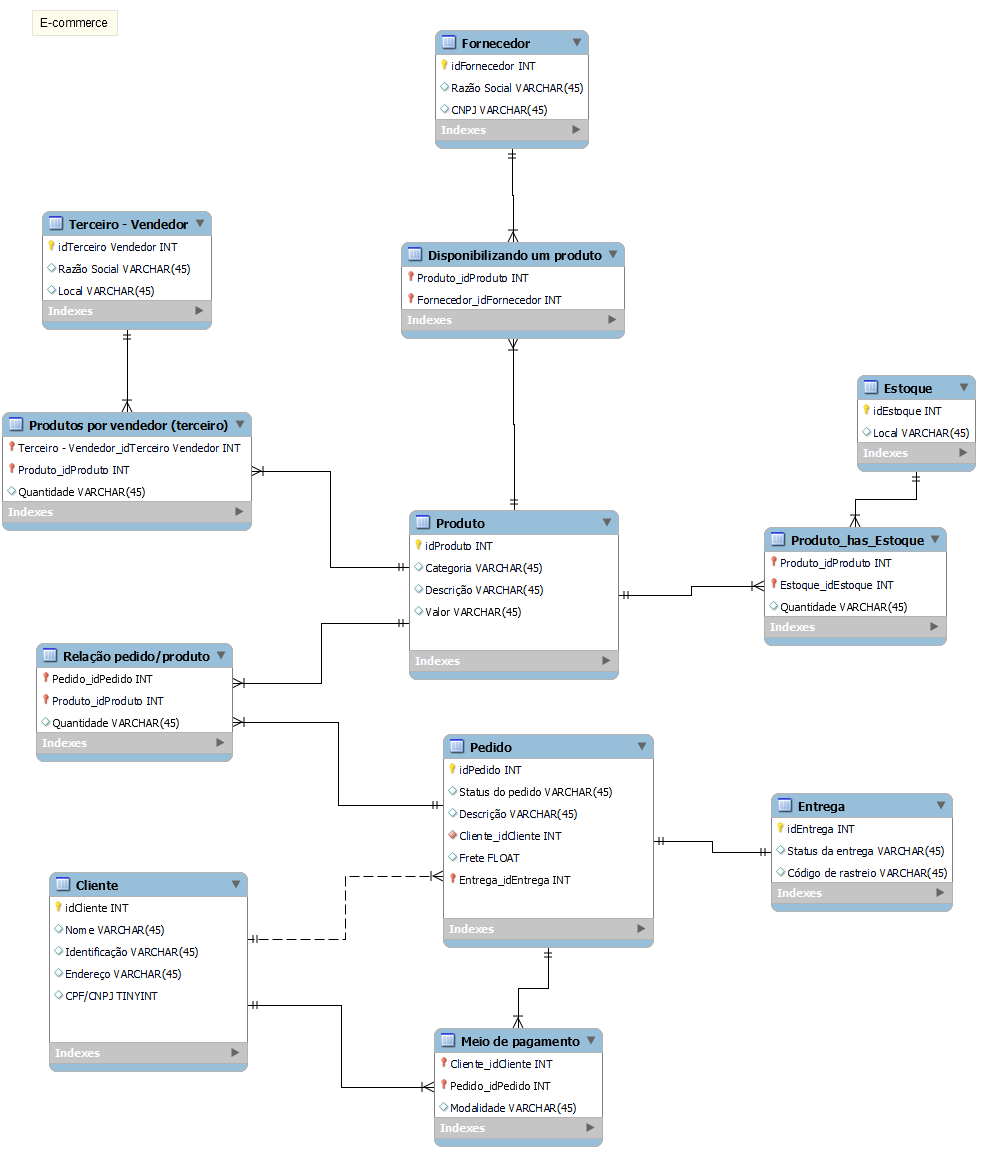 E-commerce
Fornecedor
idFornecedor INT
Razão Social VARCHAR(45)
CNPJ VARCHAR(45)
Indexes
Terceiro - Vendedor
idTerceiro Vendedor INT
Razão Social VARCHAR(45)
Local VARCHAR(45)
Indexes
Disponibilizando um produto
Produto_idProduto INT
Fornecedor_idFornecedor INT
Indexes
Estoque
idEstoque INT
Local VARCHAR(45)
Indexes
Produtos por vendedor (terceiro)
Terceiro - Vendedor_idTerceiro Vendedor INT
Produto_idProduto INT
Quantidade VARCHAR(45)
Indexes
Produto
idProduto INT
Categoria VARCHAR(45)
Descrição VARCHAR(45)
Valor VARCHAR(45)
Indexes
Produto_has_Estoque
Produto_idProduto INT
Estoque_idEstoque INT
Quantidade VARCHAR(45)
Indexes
Relação pedido/produto
Pedido_idPedido INT
Produto_idProduto INT
Quantidade VARCHAR(45)
Indexes
Pedido
idPedido INT
Status do pedido VARCHAR(45)
Descrição VARCHAR(45)
Cliente_idCliente INT
Frete FLOAT
Entrega_idEntrega INT
Indexes
Entrega
idEntrega INT
Status da entrega VARCHAR(45)
Código de rastreio VARCHAR(45)
Indexes
Cliente
idCliente INT
Nome VARCHAR(45)
Identificação VARCHAR(45)
Endereço VARCHAR(45)
CPF/CNPJ TINYINT
Indexes
Meio de pagamento
Cliente_idCliente INT
Pedido_idPedido INT
Modalidade VARCHAR(45)
Indexes